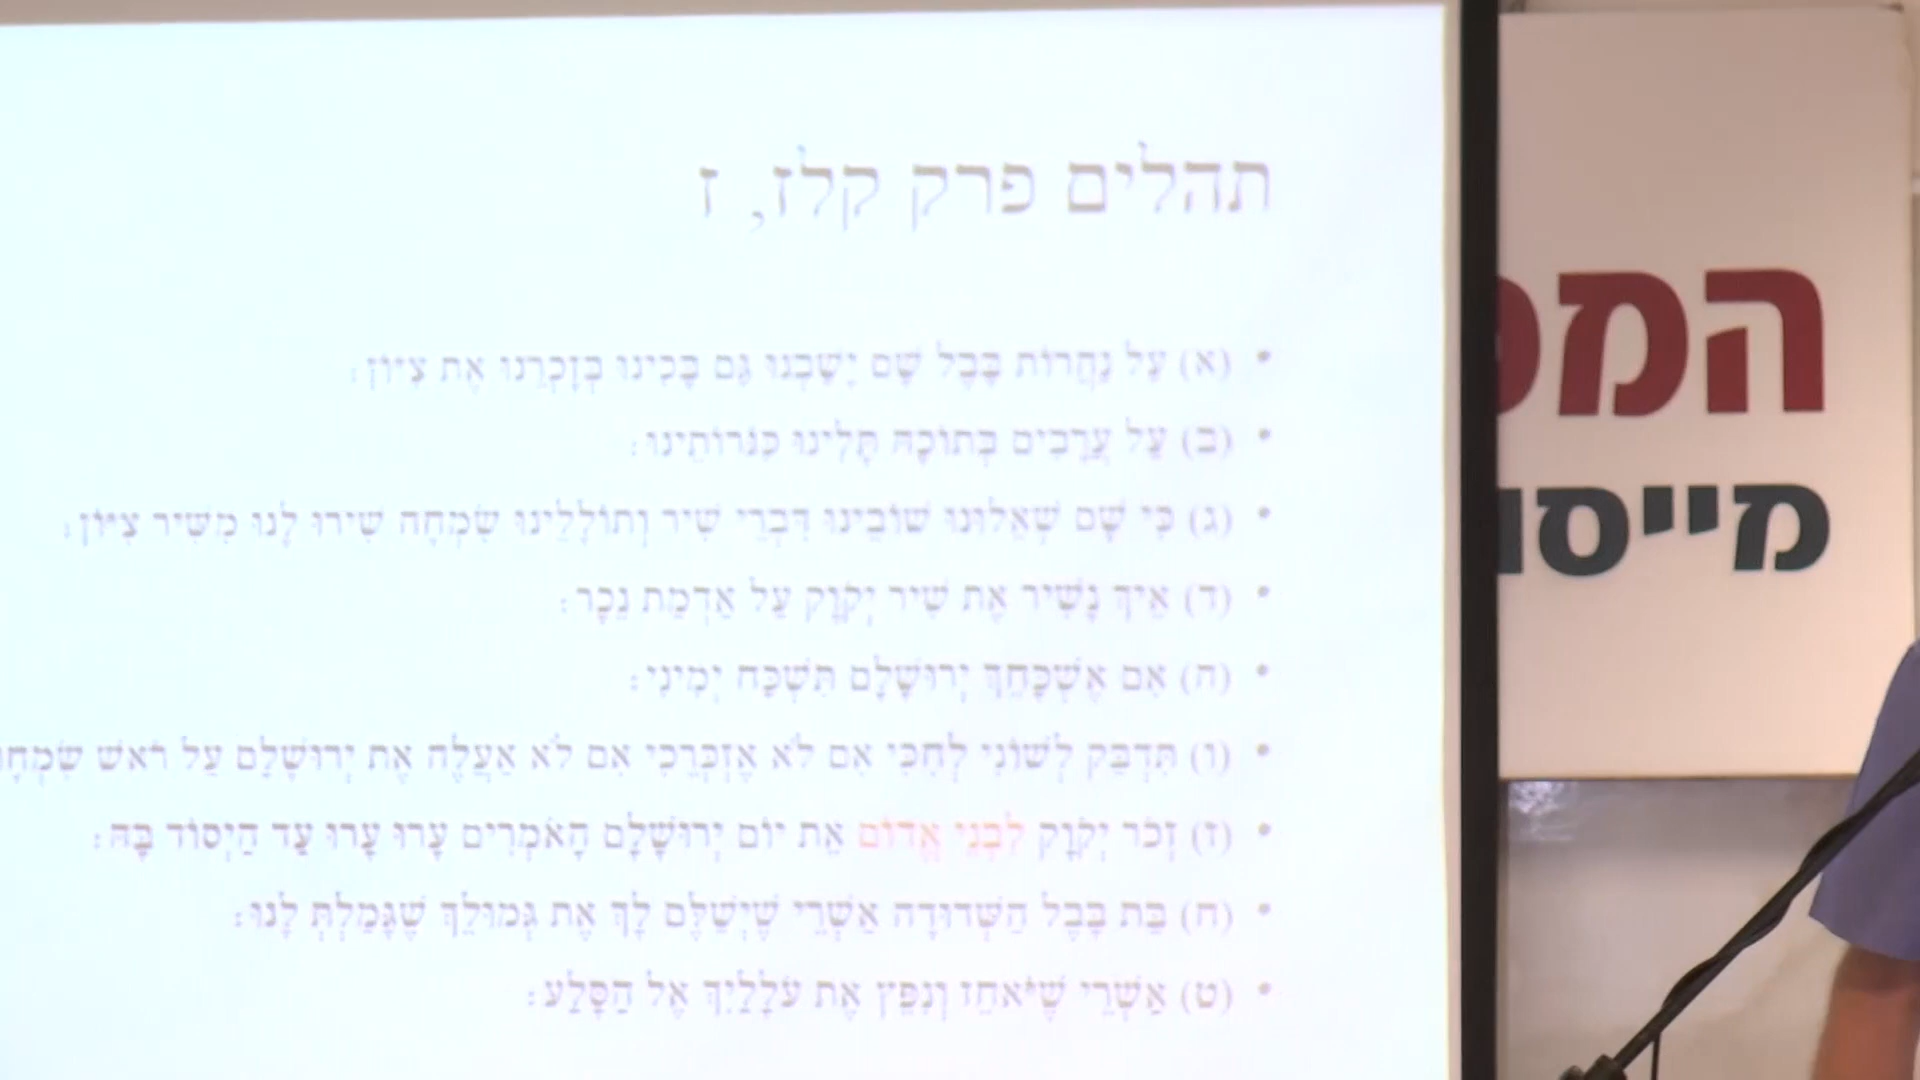 תהלים פרק קלז, ז
• (א) עַל נַהֲרוֹת בָּבֶל שָׁם יָשַׁבְנוּ גַּם בָּכִינוּ בְּזָכְרֵנוּ אֶת צִיּוֹן:
• (ב) עַל עֲרָבִים בְּתוֹכָהּ תָּלִינוּ כִּנֹּרוֹתֵינוּ:
• (ג) כִּי שָׁם שְׁאֵלוּנוּ שׁוֹבֵינוּ דִּבְרֵי שִׁיר וְתוֹלָלֵינוּ שִׂמְחָה שִׁירוּ לָנוּ מִשִּׁיר צִיּוֹן:
• (ד) אֵיךְ נָשִׁיר אֶת שִׁיר יְקֹוָק עַל אַדְמַת נֵכָר:
• (ה) אִם אֶשְׁכָּחֵךְ יְרוּשָׁלִָם תִּשְׁכַּח יְמִינִי:
• (ו) תִּדְבַּק לְשׁוֹנִי לְחִכִּי אִם לֹא אֶזְכְּרֵכִי אִם לֹא אַעֲלֶה אֶת יְרוּשָׁלִַם עַל רֹאשׁ שִׂמְחָ
• (ז) זְכֹר יְקֹוָק לִבְנֵי אֱדוֹם אֵת יוֹם יְרוּשָׁלִָם הָאֹמְרִים עָרוּ עָרוּ עַד הַיְסוֹד בָּהּ:
• (ח) בַּת בָּבֶל הַשְּׁדוּדָה אַשְׁרֵי שֶׁיְשַׁלֶּם לָךְ אֶת גְּמוּלֵךְ שֶׁגָּמַלְתְּ לָנוּ:
• (ט) אַשְׁרֵי שֶׁיֹּאחֵז וְנִפֵּץ אֶת עֹלָלַיִךְ אֶל הַסָּלַע:
המ
מייסו